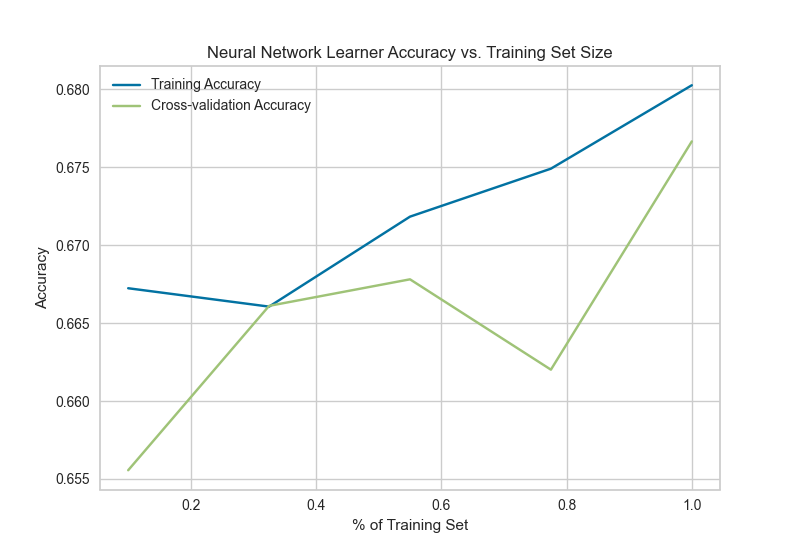 Neural Network Learner Accuracy vs. Training Set Size
Training Accuracy
Cross-validation Accuracy
0.680
0.675
0.670
0.665
0.660
0.655
Accuracy
0.2 0.4 0.6 0.8 1.0
% of Training Set